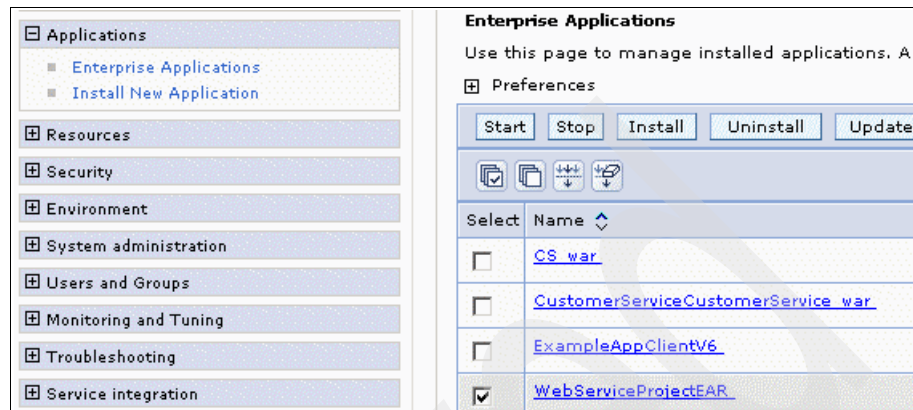 Applications
Enterprise Applications
Install New Application
Resources
Security
Environment
System administration
Users and Groups
Monitoring and Tuning
Troubleshooting
Service integration
Enterprise Applications
Use this page to manage installed applications. A
Preferences
Start Stop Install Uninstall Update
Select Name
CS_war
CustomerServiceCustomerService_war
ExampleAppClientV6
WebServiceProjectEAR